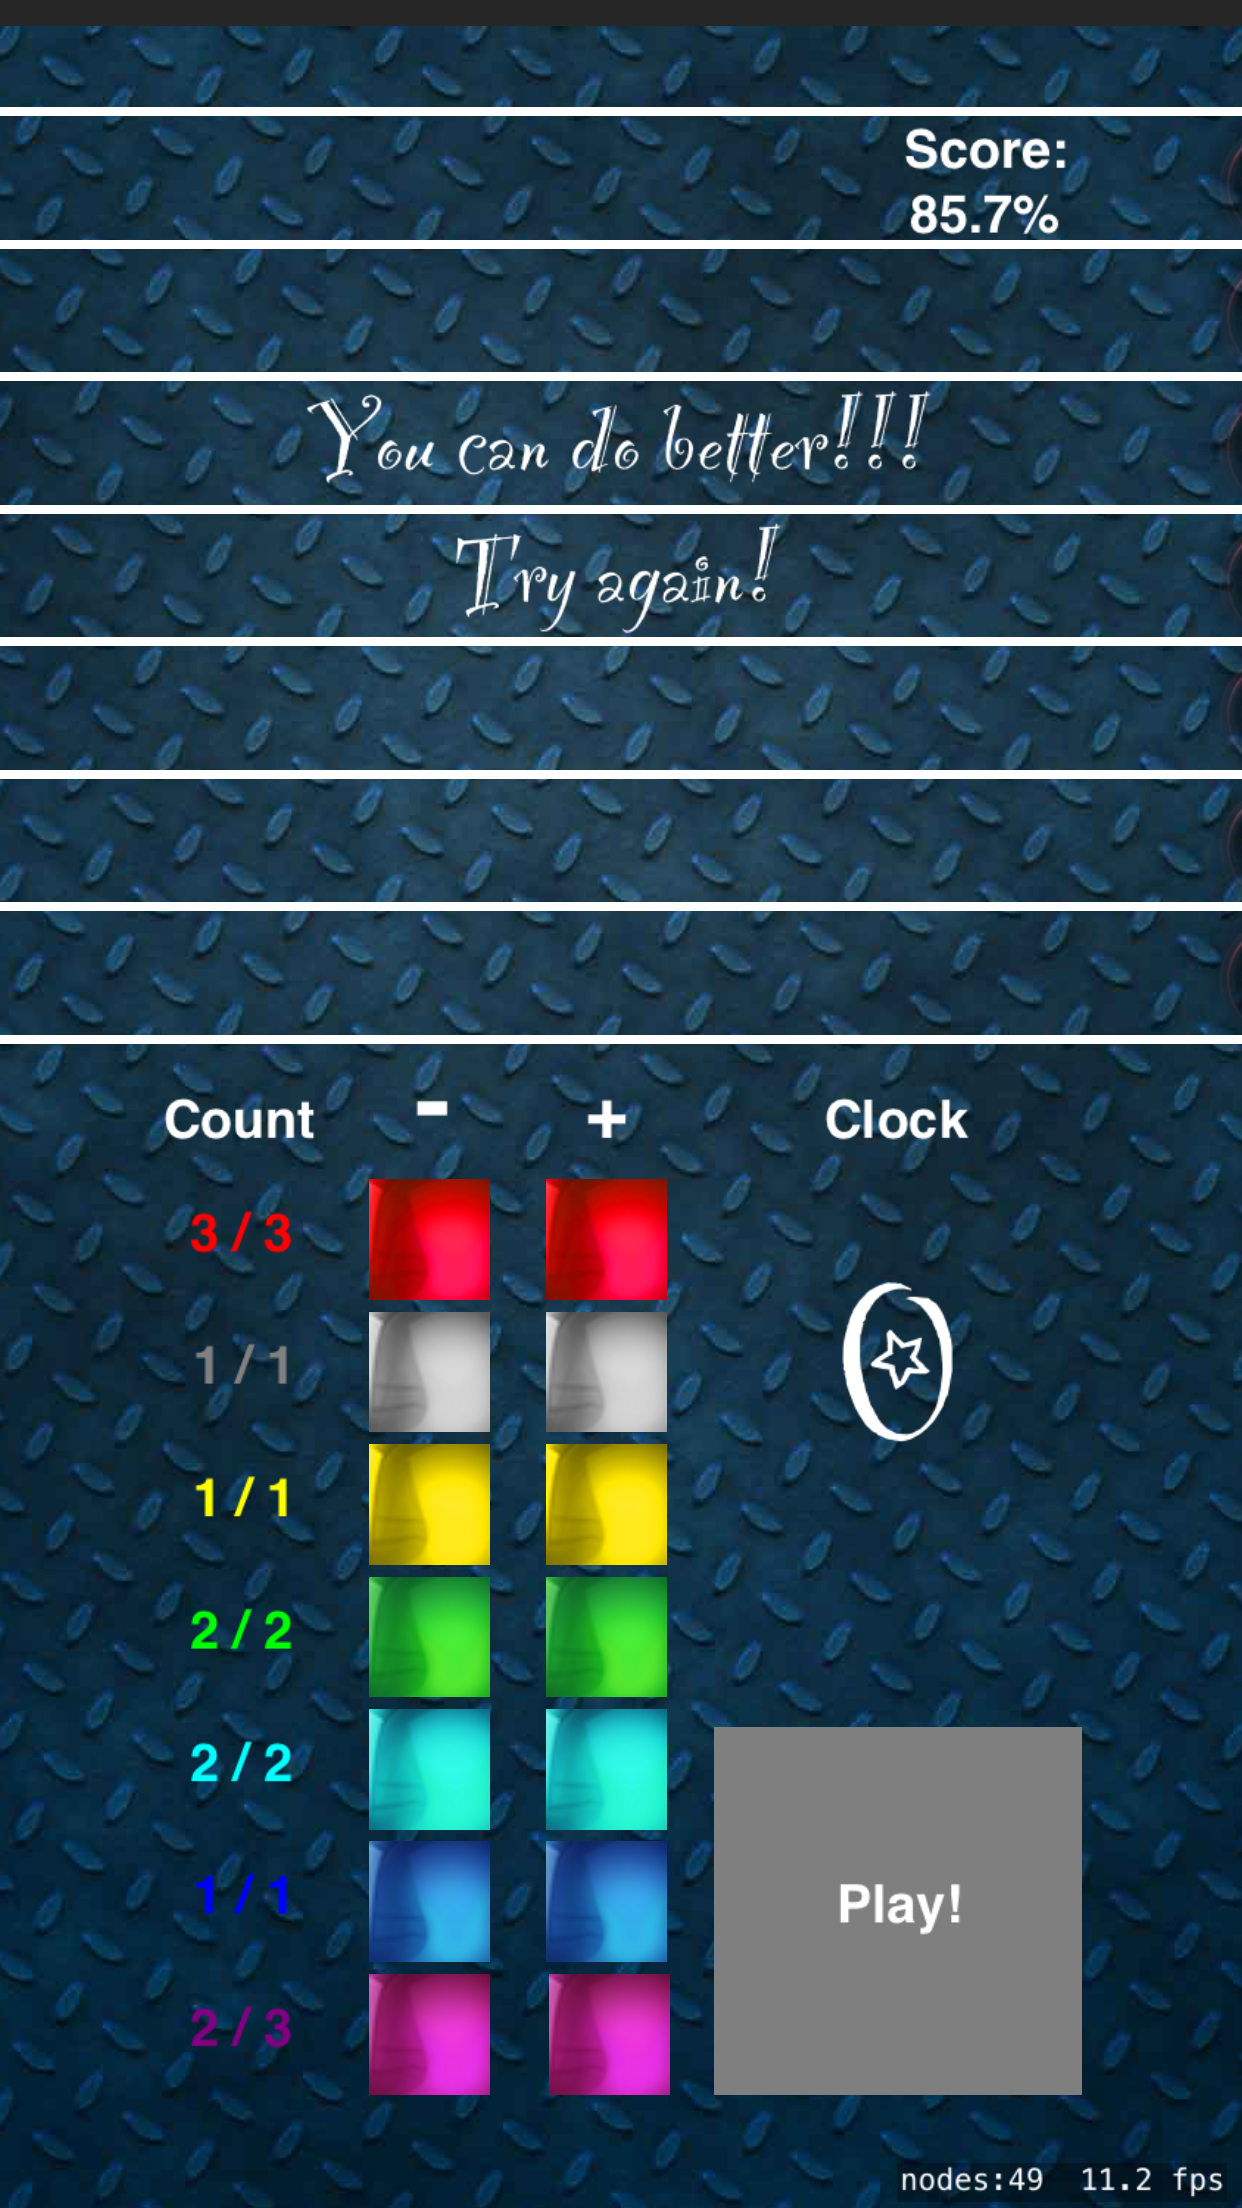 Score:
85.7%
You can do better!!!
Try again!
Count - + Clock
3 / 3
1 / 1
0
1 / 1
2 / 2
2 / 2
1 / 1
Play!
2 / 3
nodes:49 11.2 fps